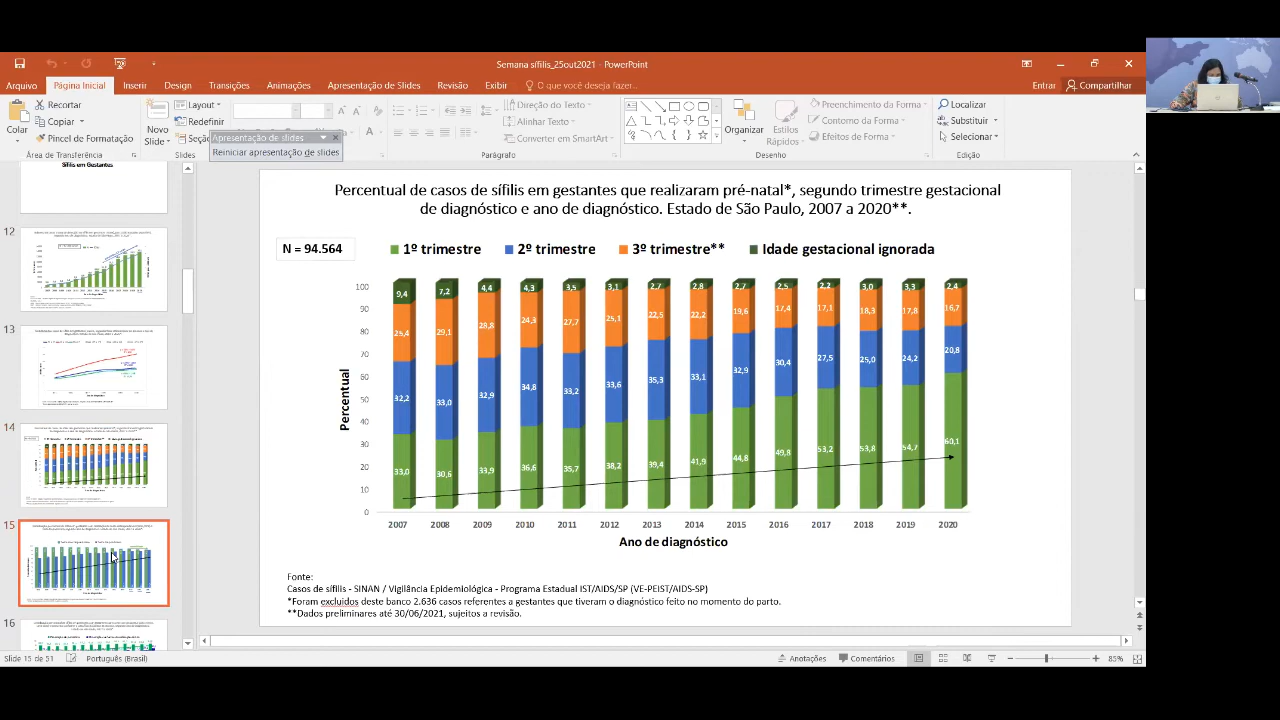 Semana sífilis_25out2021 - PowerPoint
Arquivo
Página Inicial
Inserir
Design
Transições
Animações
Apresentação de Slides
Revisão
Exibir
O que você deseja fazer...
Entrar
Compartilhar
Colar
Recortar
Copiar
Pincel de Formatação
Área de Transferência
Novo
Slide
Layout
Redefinir
Seção
Slides
Apresentação de slides
Reiniciar apresentação de slides
Direção do Texto
Alinhar Texto
Converter em SmartArt
Parágrafo
Organizar
Estilos
Rápidos
Preenchimento da Forma
Contorno da Forma
Efeitos de Forma
Desenho
Localizar
Substituir
Selecionar
Edição
Sífilis em Gestantes
12
13
14
15
16
Percentual de casos de sífilis em gestantes que realizaram pré-natal*, segundo trimestre gestacional
de diagnóstico e ano de diagnóstico. Estado de São Paulo, 2007 a 2020**.
N = 94.564
1º trimestre 2º trimestre 3º trimestre** Idade gestacional ignorada
Percentual
100
90
80
70
60
50
40
30
20
10
0
9,4 7,2 4,4 4,3 3,5 3,1 2,7 2,8 2,7 3,0 3,3 2,4
25,4 29,1 28,8 24,3 27,7 25,1 22,5 22,2 19,6 17,4 17,1 18,3 17,8 16,7
32,2 33,0 32,9 34,8 33,2 33,6 35,3 33,1 32,9 30,4 27,5 25,0 24,2 20,8
33,0 30,6 33,9 36,6 35,7 38,2 39,4 41,9 44,8 49,8 53,2 53,8 54,7 60,1
2007 2008 2009 2010 2011 2012 2013 2014 2015 2016 2017 2018 2019 2020
Ano de diagnóstico
Fonte:
Casos de sífilis - SINAN / Vigilância Epidemiológica - Programa Estadual IST/AIDS/SP (VE-PEIST/AIDS-SP)
*Foram excluídos deste banco 2.636 casos referentes a gestantes que tiveram o diagnóstico feito no momento do parto.
**Dados preliminares até 30/06/2021, sujeitos a revisão.
Slide 15 de 51
Português (Brasil)
Anotações
Comentários
85%